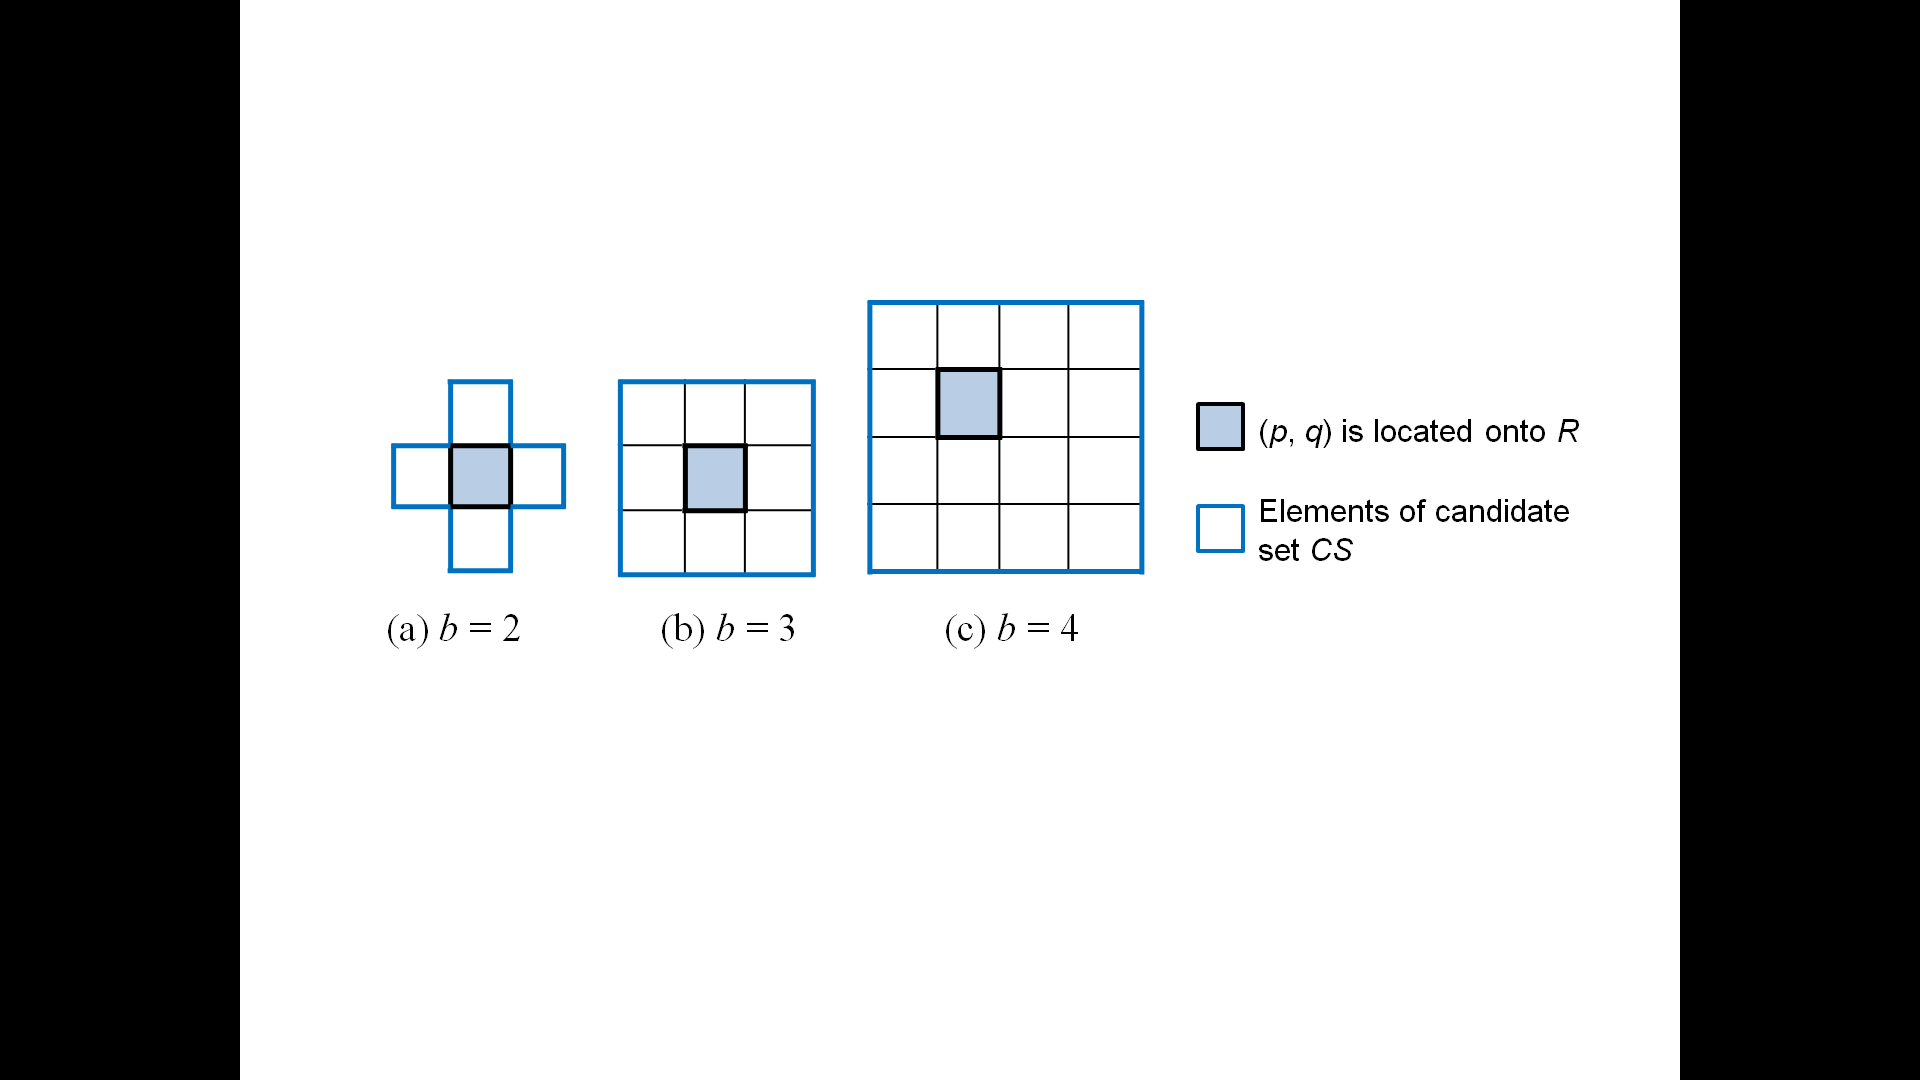 (p, q) is located onto R
Elements of candidate
set CS
(a) b = 2
(b) b = 3
(c) b = 4